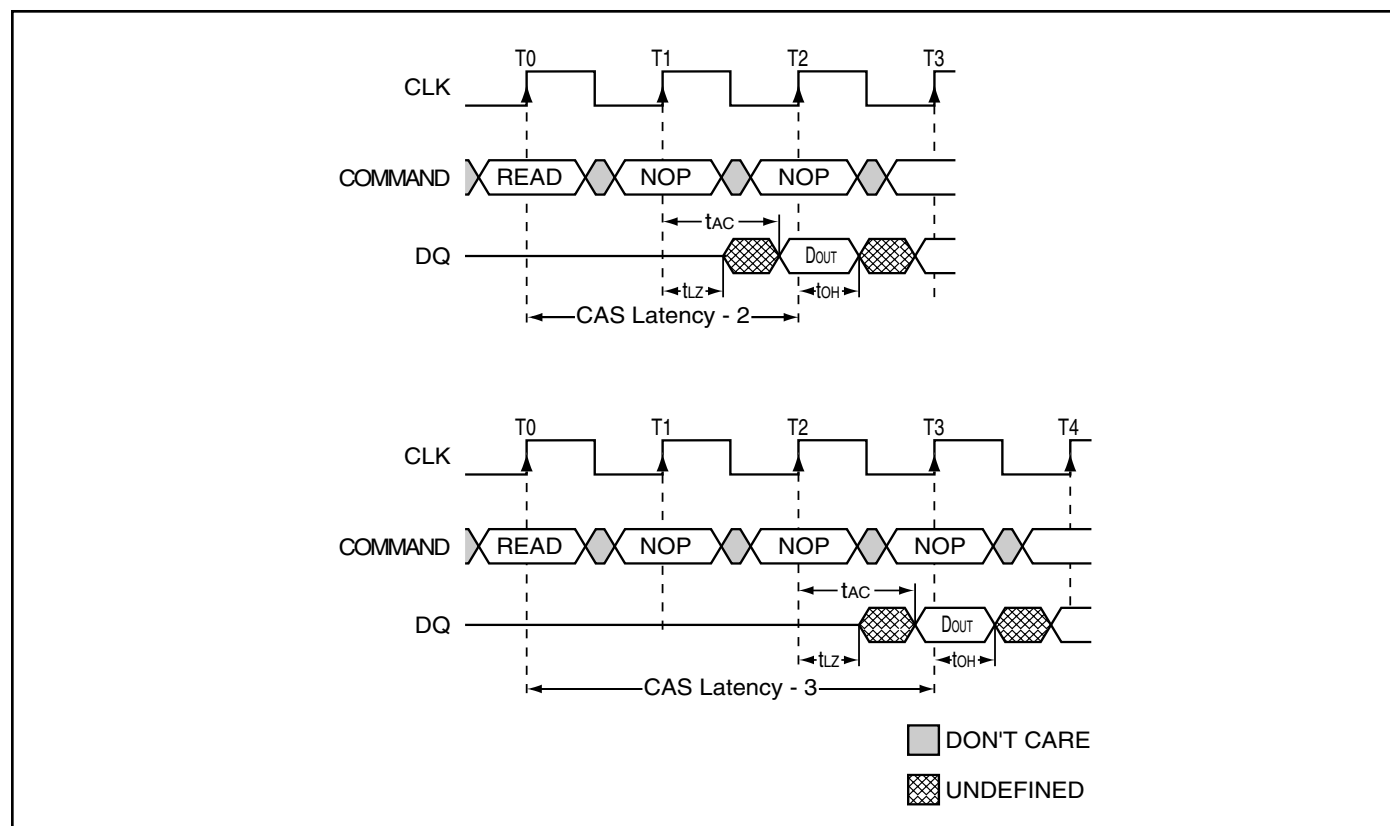 T0 T1 T2 T3
CLK
COMMAND READ NOP NOP
tAC
DQ DOUT
tLZ tOH
CAS Latency - 2
T0 T1 T2 T3 T4
CLK
COMMAND READ NOP NOP NOP
tAC
DQ DOUT
tLZ tOH
CAS Latency - 3
DON'T CARE
UNDEFINED